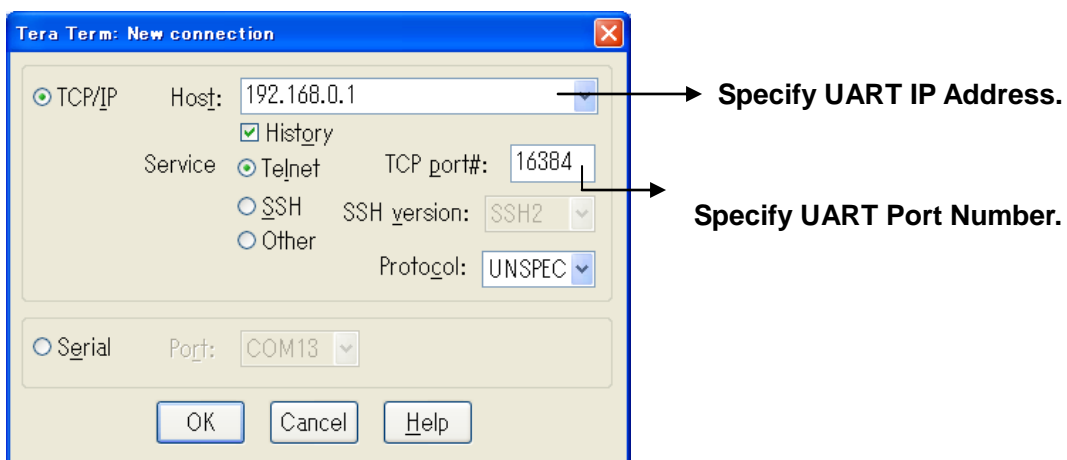 Tera Term: New connection
TCP/IP Host: 192.168.0.1
Specify UART IP Address.
History
Service Telnet TCP port#: 16384
SSH SSH version: SSH2
Specify UART Port Number.
Other
Protocol: UNSPEC
Serial Port: COM13
OK Cancel Help